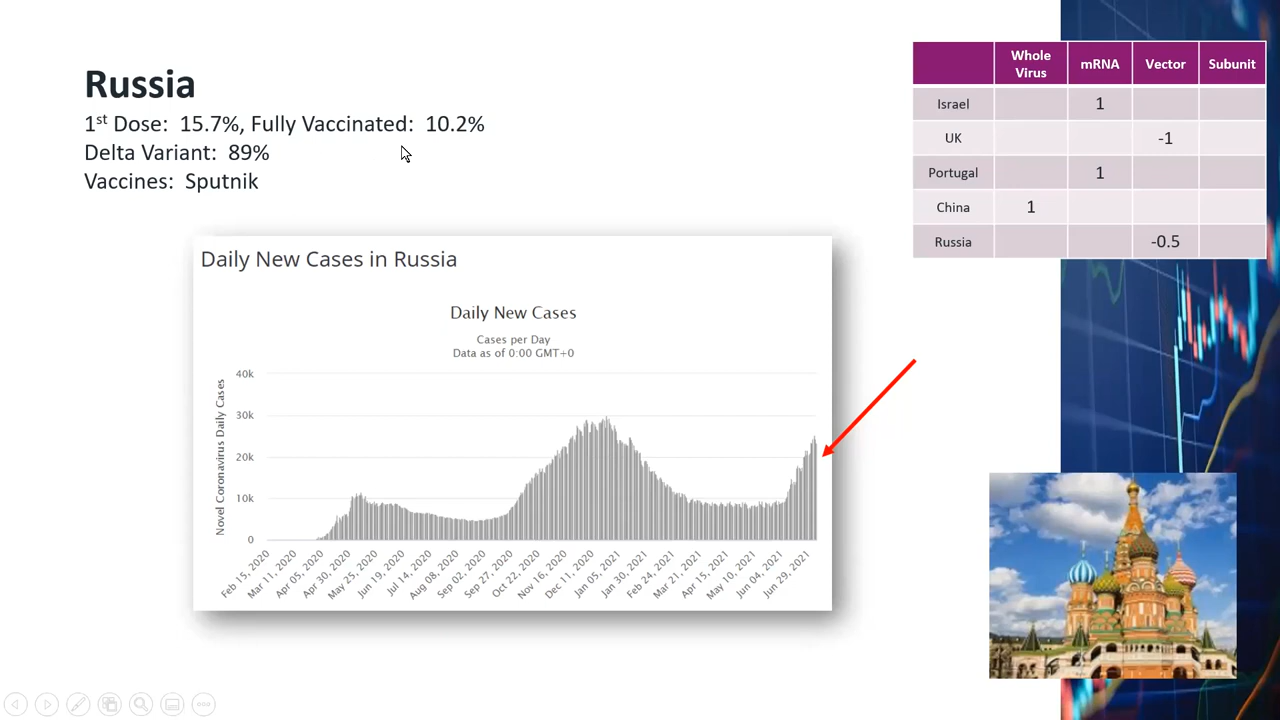 Russia
1st Dose: 15.7%, Fully Vaccinated: 10.2%
Delta Variant: 89%
Vaccines: Sputnik
Whole Virus mRNA Vector Subunit
Israel 1
UK -1
Portugal 1
China 1
Russia -0.5
Daily New Cases in Russia
Daily New Cases
Cases per Day
Data as of 0:00 GMT+0
Novel Coronavirus Daily Cases
40k
30k
20k
10k
0
Feb 15, 2020
Mar 11, 2020
Apr 05, 2020
Apr 30, 2020
May 25, 2020
Jun 19, 2020
Jul 14, 2020
Aug 08, 2020
Sep 02, 2020
Sep 27, 2020
Oct 22, 2020
Nov 16, 2020
Dec 11, 2020
Jan 05, 2021
Jan 30, 2021
Feb 24, 2021
Mar 21, 2021
Apr 15, 2021
May 10, 2021
Jun 04, 2021
Jun 29, 2021